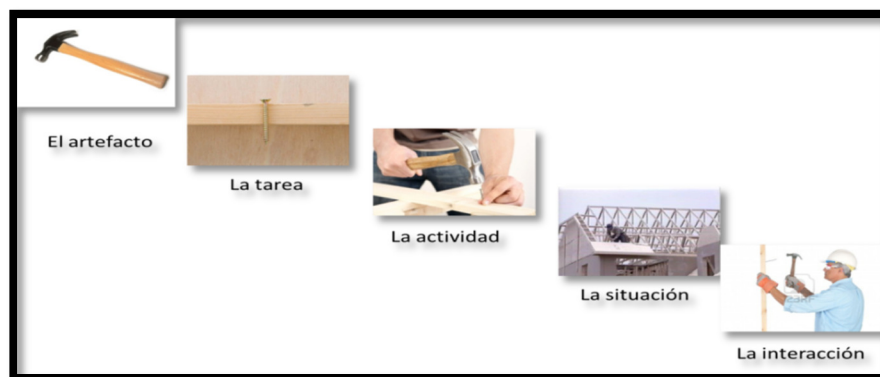 El artefacto
La tarea
La actividad
La situación
La interacción